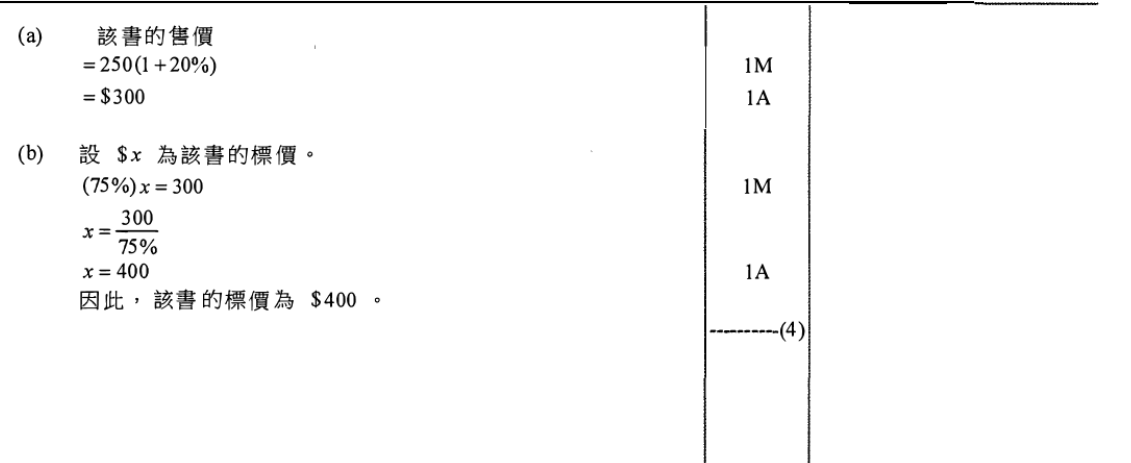 (a) 該書的售價
= 250(1 + 20%) 1M
= $300 1A
(b) 設 $x 為該書的標價。
(75%)x = 300 1M
x = 300/75%
x = 400 1A
因此，該書的標價為 $400 。
---------(4)